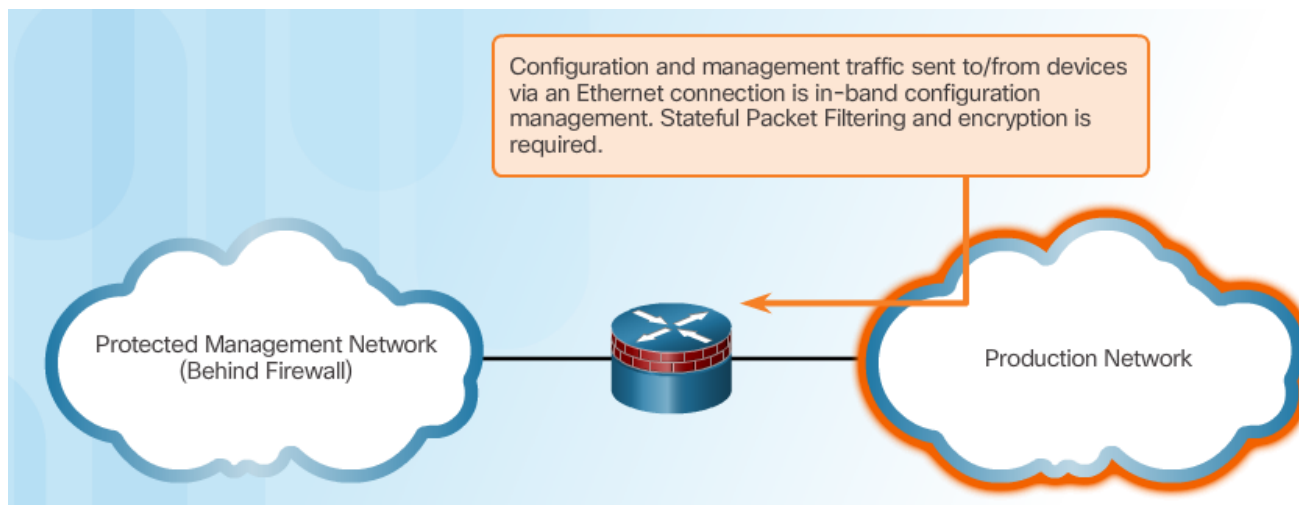 Configuration and management traffic sent to/from devices
via an Ethernet connection is in-band configuration
management. Stateful Packet Filtering and encryption is
required.
Protected Management Network
(Behind Firewall)
Production Network